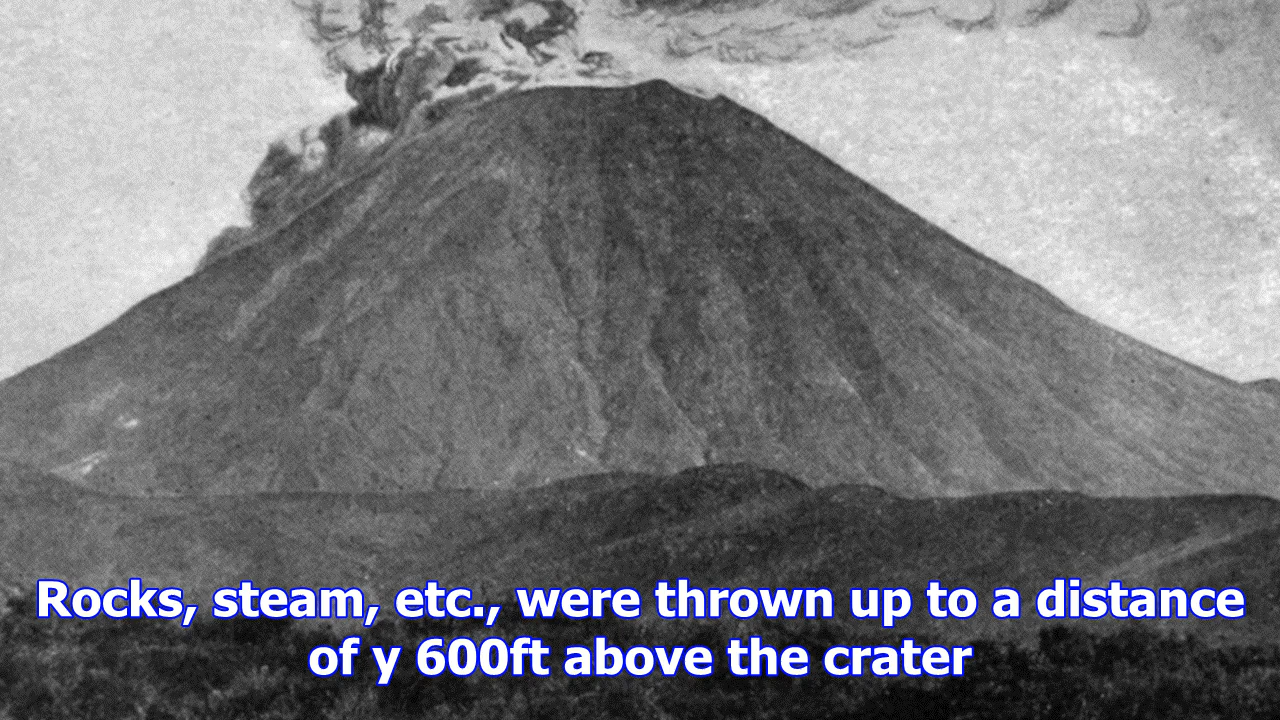 Rocks, steam, etc., were thrown up to a distance
of y 600ft above the crater